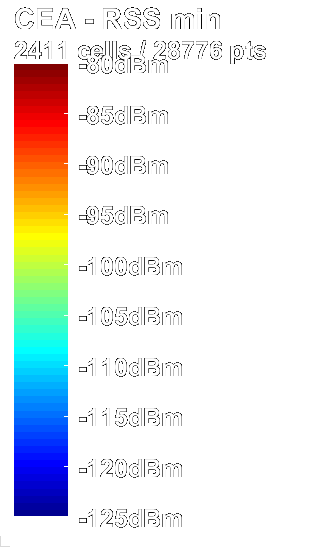 CEA - RSS min
2411 cells / 28776 pts
-80dBm
-85dBm
-90dBm
-95dBm
-100dBm
-105dBm
-110dBm
-115dBm
-120dBm
-125dBm